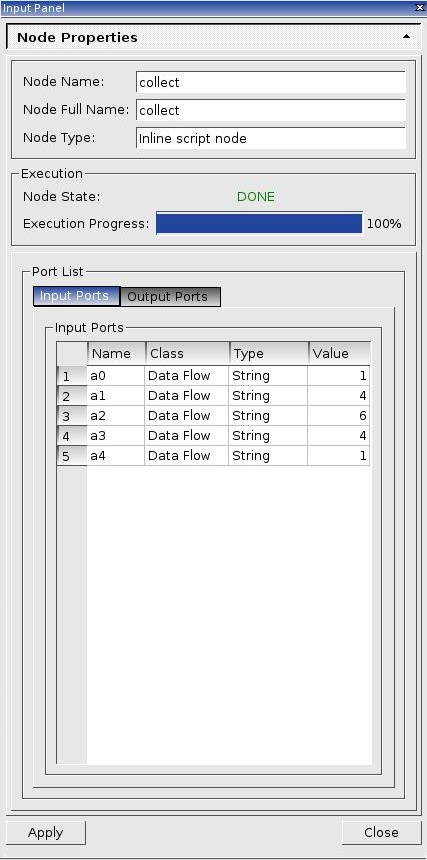 Input Panel
Node Properties
Node Name: collect
Node Full Name: collect
Node Type: Inline script node
Execution
Node State: DONE
Execution Progress: 100%
Port List
Input Ports Output Ports
Input Ports
Name Class Type Value
1 a0 Data Flow String 1
2 a1 Data Flow String 4
3 a2 Data Flow String 6
4 a3 Data Flow String 4
5 a4 Data Flow String 1
Apply Close